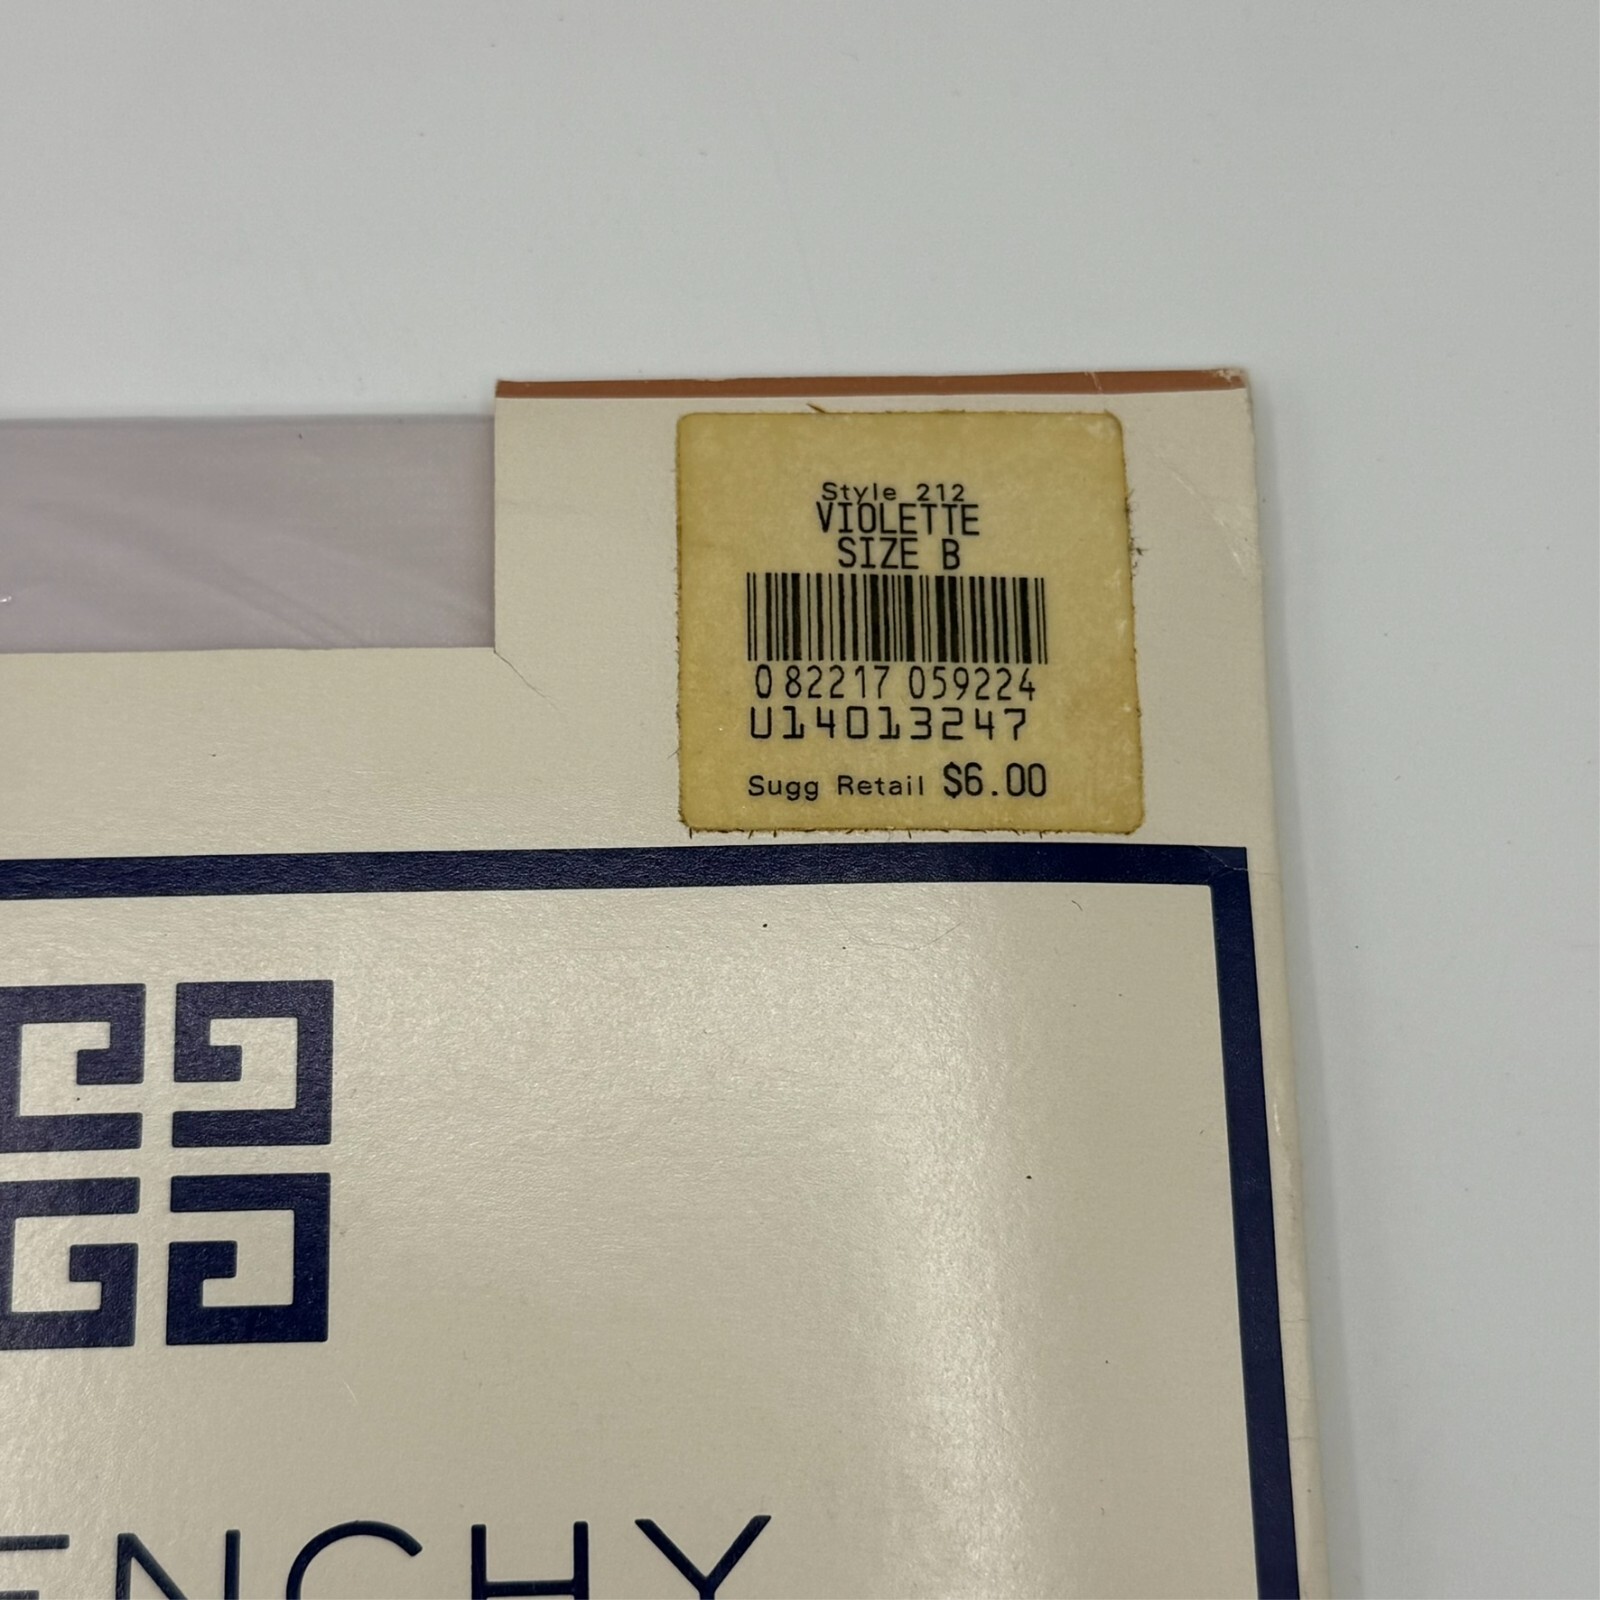 Style 212
VIOLETTE
SIZE B
0 82217 059224
U14013247
Sugg Retail $6.00
ENCHY